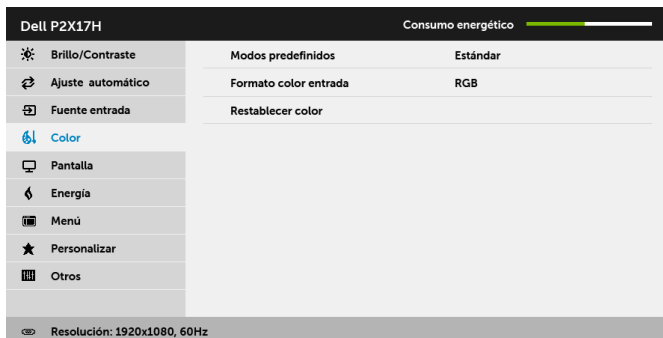 Dell P2X17H Consumo energético
Brillo/Contraste Modos predefinidos Estándar
Ajuste automático Formato color entrada RGB
Fuente entrada Restablecer color
Color
Pantalla
Energía
Menú
Personalizar
Otros
Resolución: 1920x1080, 60Hz